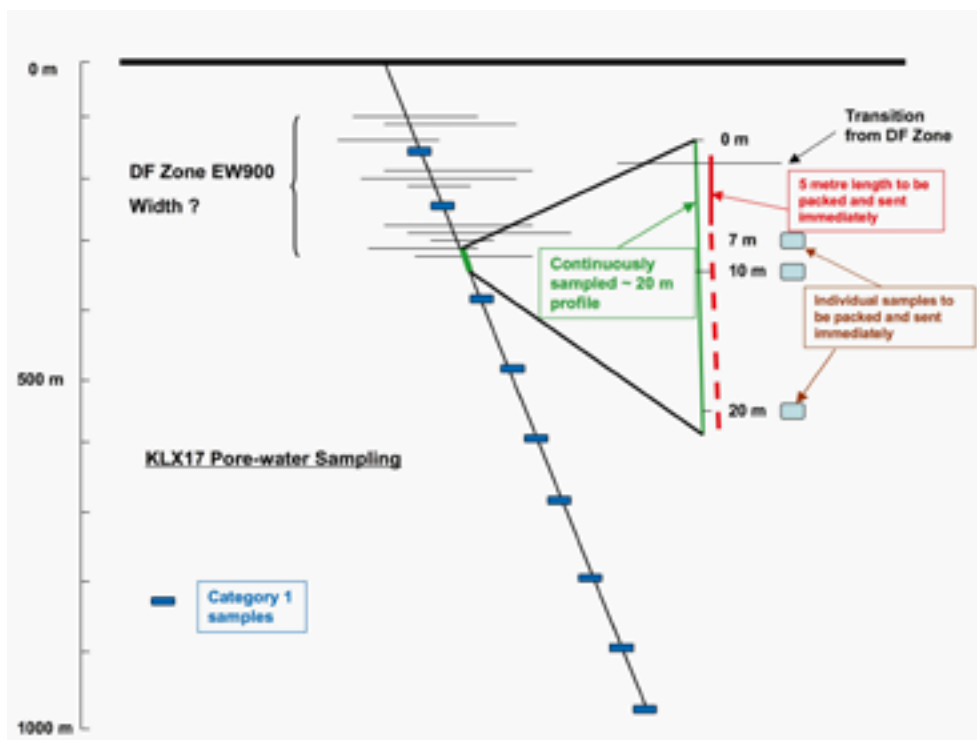 0 m
DF Zone EW900
Width ?
500 m
KLX17 Pore-water Sampling
Category 1
samples
1000 m
0 m
Transition
from DF Zone
5 metre length to be
packed and sent
immediately
7 m
10 m
Continuously
sampled ~ 20 m
profile
Individual samples to
be packed and sent
immediately
20 m